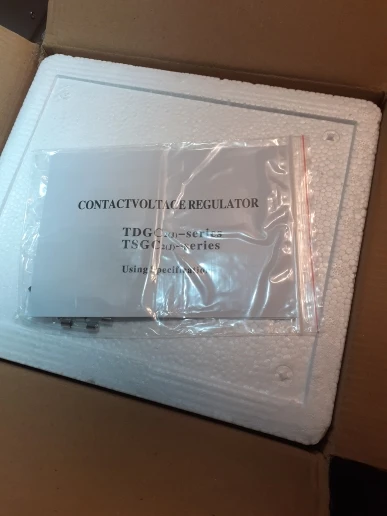 CONTACTVOLTAGE REGULATOR
TDGC₂₍J₎-series
TSGC₂₍J₎-series
Using Specification